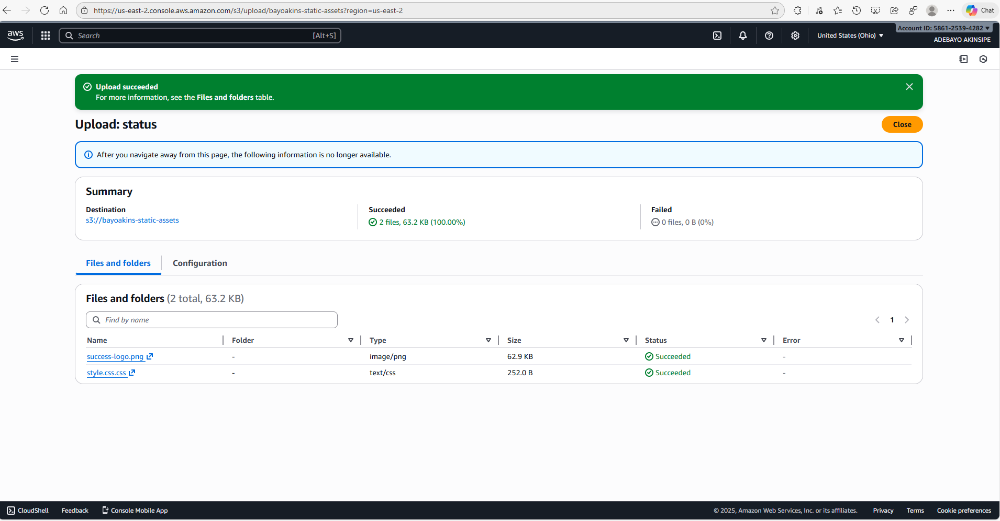 https://us-east-2.console.aws.amazon.com/s3/upload/bayoakins-static-assets?region=us-east-2
Chat
aws
Search
[Alt+S]
United States (Ohio)
Account ID: 5861-2539-4282
ADEBAYO AKINSIPE
Upload succeeded
For more information, see the Files and folders table.
Upload: status
Close
After you navigate away from this page, the following information is no longer available.
Summary
Destination
s3://bayoakins-static-assets
Succeeded
2 files, 63.2 KB (100.00%)
Failed
0 files, 0 B (0%)
Files and folders
Configuration
Files and folders (2 total, 63.2 KB)
Find by name
1
Name Folder Type Size Status Error
success-logo.png - image/png 62.9 KB Succeeded -
style.css.css - text/css 252.0 B Succeeded -
CloudShell Feedback Console Mobile App © 2025, Amazon Web Services, Inc. or its affiliates. Privacy Terms Cookie preferences